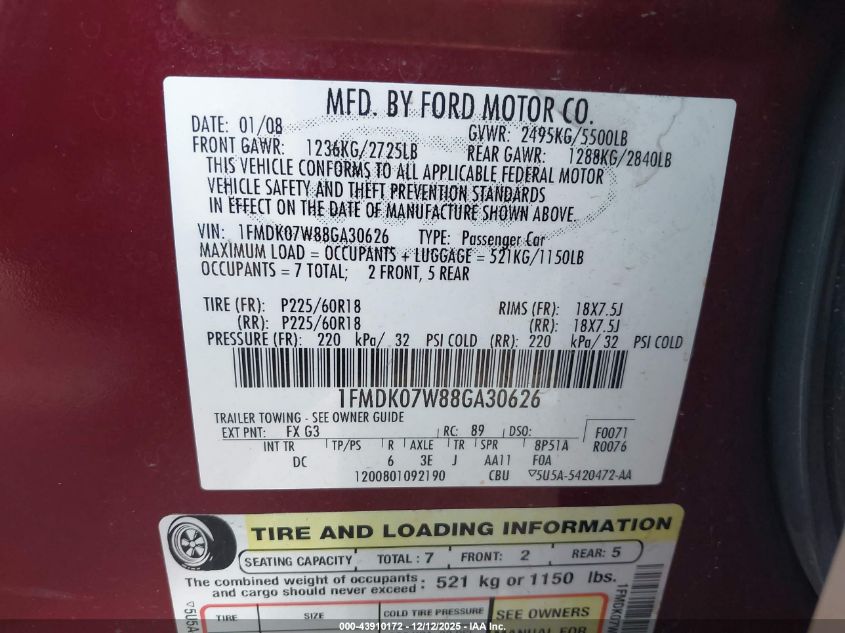 MFD. BY FORD MOTOR CO.
DATE: 01/08 GVWR: 2495KG/5500LB
FRONT GAWR: 1236KG/2725LB REAR GAWR: 1288KG/2840LB
THIS VEHICLE CONFORMS TO ALL APPLICABLE FEDERAL MOTOR
VEHICLE SAFETY AND THEFT PREVENTION STANDARDS
IN EFFECT ON THE DATE OF MANUFACTURE SHOWN ABOVE.
VIN: 1FMDK07W88GA30626 TYPE: Passenger Car
MAXIMUM LOAD = OCCUPANTS + LUGGAGE = 521KG/1150LB
OCCUPANTS = 7 TOTAL; 2 FRONT, 5 REAR
TIRE (FR): P225/60R18 RIMS (FR): 18X7.5J
(RR): P225/60R18 (RR): 18X7.5J
PRESSURE (FR): 220 kPa/ 32 PSI COLD (RR): 220 kPa/ 32 PSI COLD
1FMDK07W88GA30626
TRAILER TOWING - SEE OWNER GUIDE
EXT PNT: FX G3 RC: 89 DSO: F0071
INT TR TP/PS R AXLE TR SPR 8P51A R0076
DC 6 3E J AA11 F0A
1200801092190 CBU ▽5U5A-5420472-AA
TIRE AND LOADING INFORMATION
SEATING CAPACITY TOTAL : 7 FRONT: 2 REAR: 5
The combined weight of occupants and cargo should never exceed : 521 kg or 1150 lbs.
TIRE SIZE COLD TIRE PRESSURE SEE OWNERS
MANUAL FOR
▽5U5A
1FMDK07W
000-43910172 - 12/12/2025 - IAA Inc.